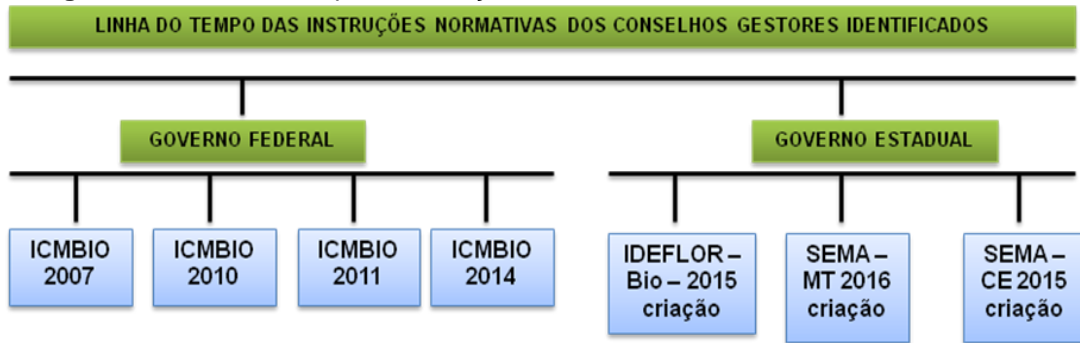 LINHA DO TEMPO DAS INSTRUÇÕES NORMATIVAS DOS CONSELHOS GESTORES IDENTIFICADOS
GOVERNO FEDERAL
GOVERNO ESTADUAL
ICMBIO
2007
ICMBIO
2010
ICMBIO
2011
ICMBIO
2014
IDEFLOR –
Bio – 2015
criação
SEMA –
MT 2016
criação
SEMA –
CE 2015
criação